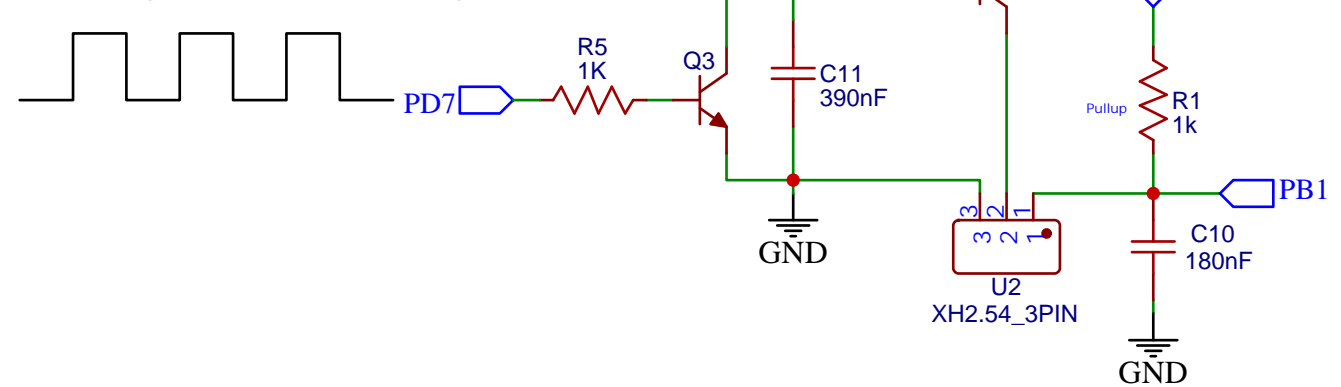 R5
1K
Q3
C11
390nF
PD7
Pullup
R1
1k
PB1
3 2 1
3 2 1
GND
C10
180nF
U2
XH2.54_3PIN
GND